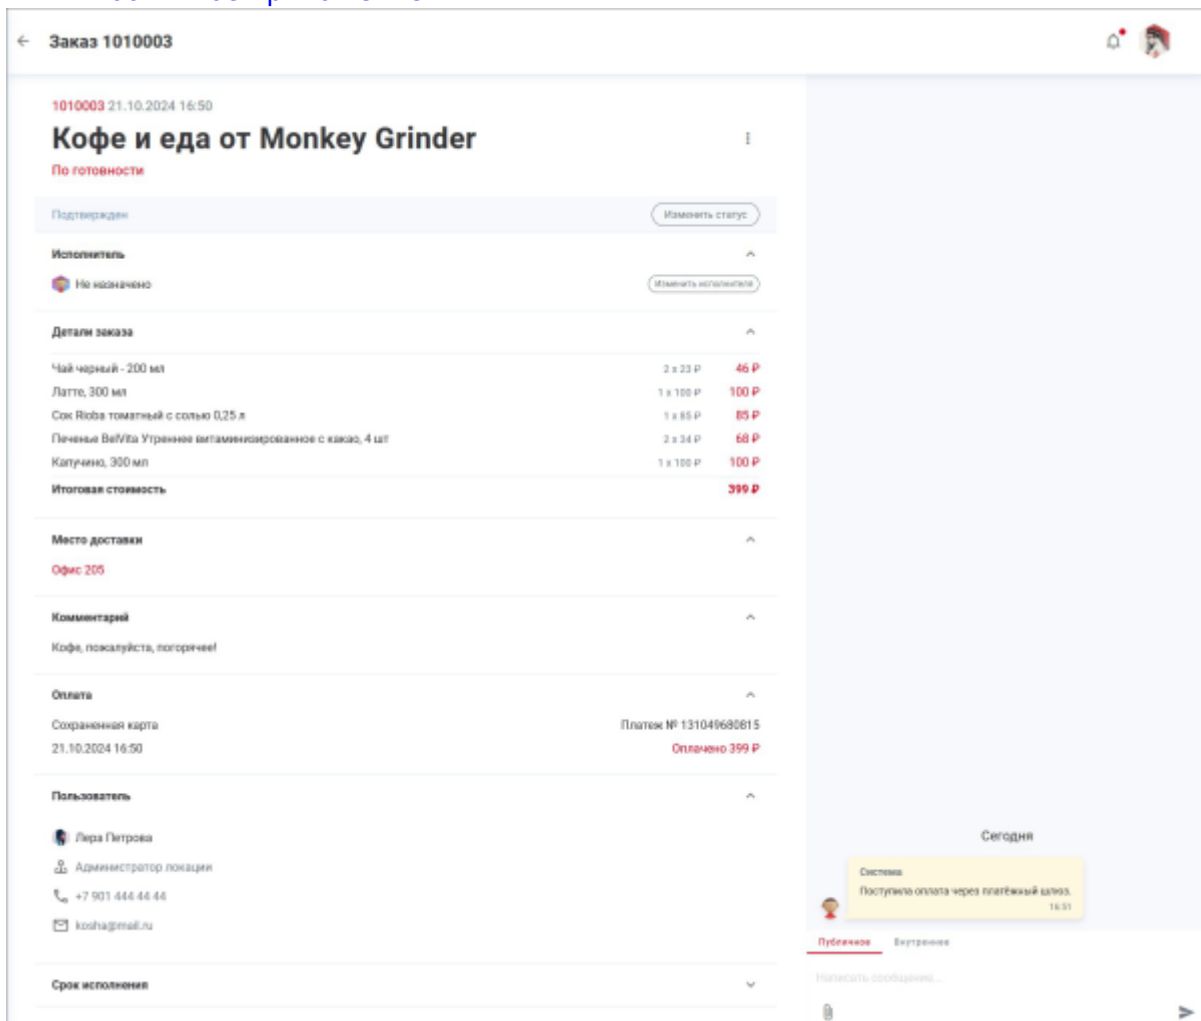 Заказ 1010003
1010003 21.10.2024 16:50
Кофе и еда от Monkey Grinder
По готовности
Подтвержден
Изменить статус
Исполнитель
Не назначено
Изменить исполнителя
Детали заказа
Чай черный - 200 мл 2 x 23 ₽ 46 ₽
Латте, 300 мл 1 x 100 ₽ 100 ₽
Сок Rioba томатный с солью 0,25 л 1 x 85 ₽ 85 ₽
Печенье BelVita Утреннее витаминизированное с какао, 4 шт 2 x 34 ₽ 68 ₽
Капучино, 300 мл 1 x 100 ₽ 100 ₽
Итоговая стоимость 399 ₽
Место доставки
Офис 205
Комментарий
Кофе, пожалуйста, погорячее!
Оплата
Сохраненная карта Платеж № 131049680815
21.10.2024 16:50 Оплачено 399 ₽
Пользователь
Лера Петрова
Администратор локации
+7 901 444 44 44
kosha@mail.ru
Срок исполнения
Сегодня
Система
Поступила оплата через платёжный шлюз.
16:51
Публичное Внутреннее
Написать сообщение...